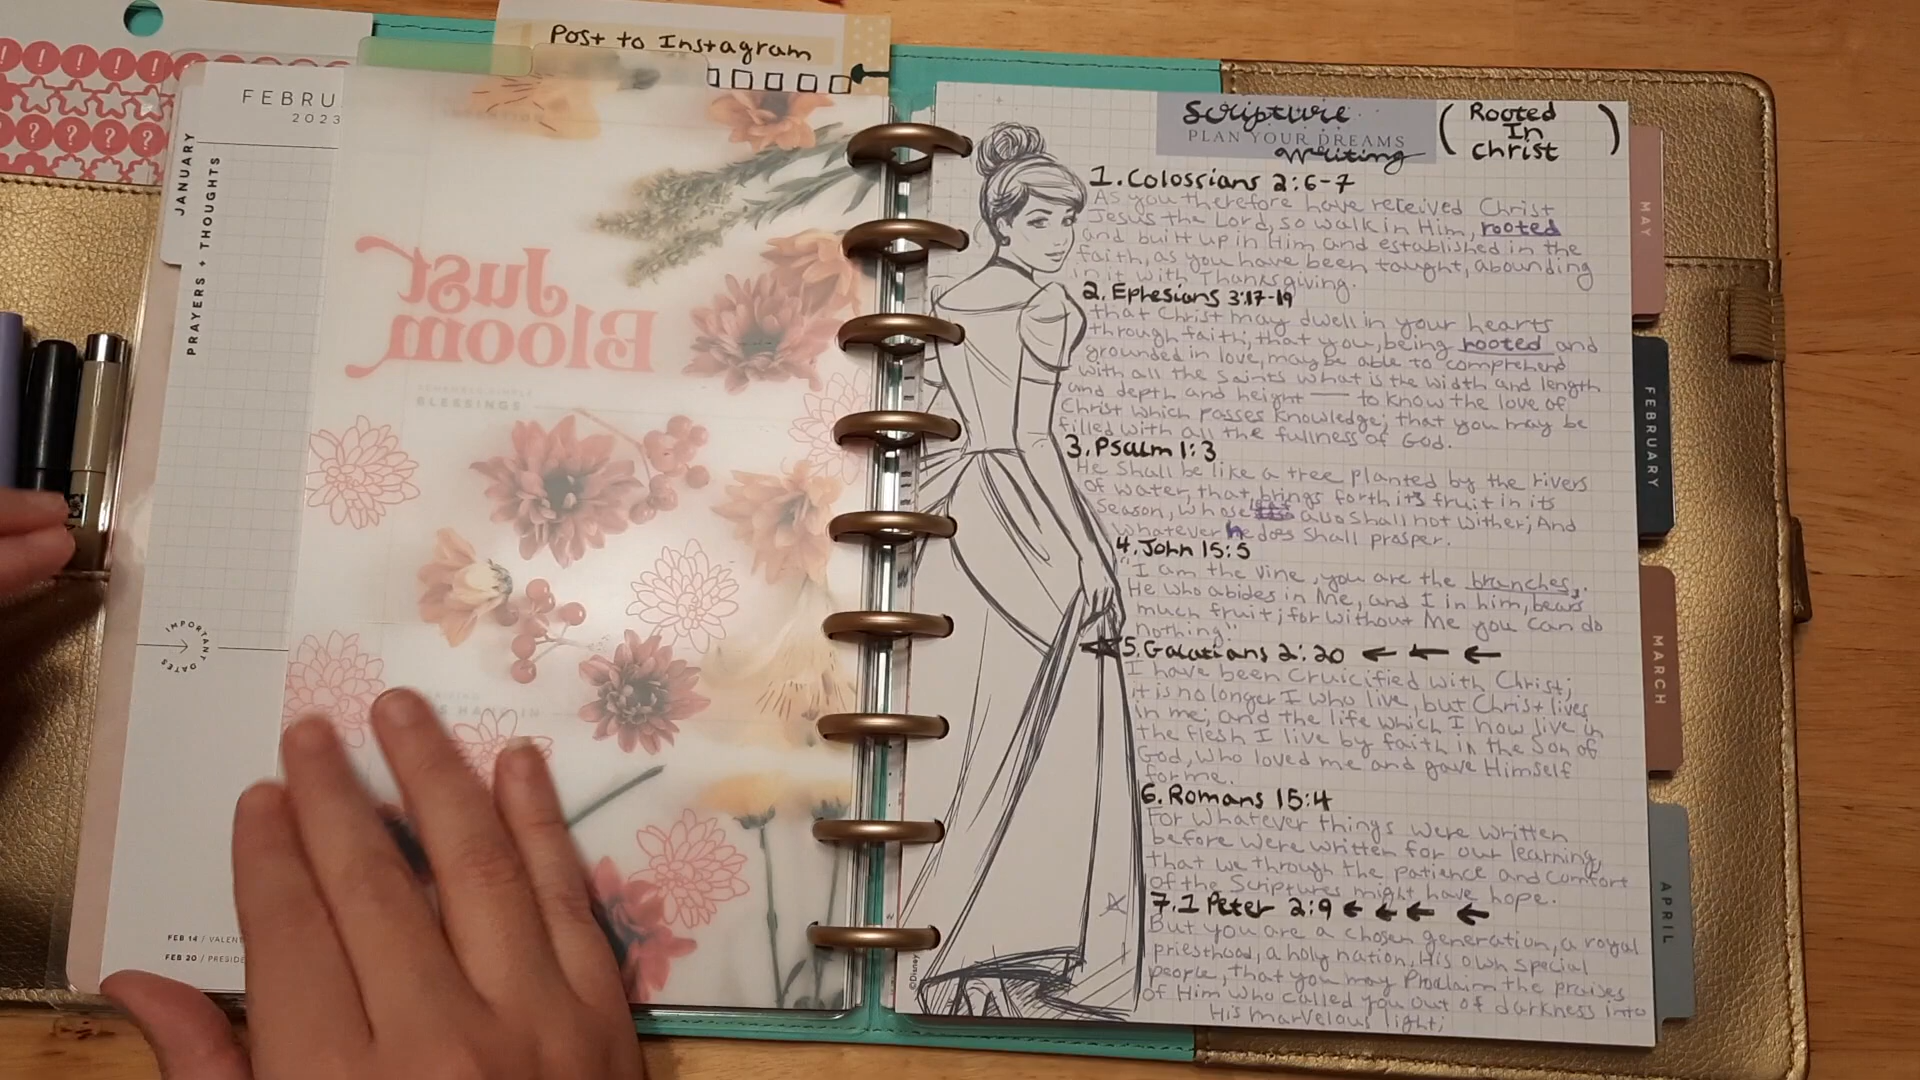 Post to Instagram
FEBRU
2023
JANUARY
PRAYERS + THOUGHTS
Just
Bloom
BLESSINGS
HANG IN
IMPORTANT DATES
FEB 14 / VALENT
FEB 20 / PRESIDE
Scripture
PLAN YOUR DREAMS
Writing
(Rooted
In
Christ)
1. Colossians 2:6-7
As you therefore have received Christ
Jesus the Lord, so walk in Him, rooted
and built up in Him and established in the
faith, as you have been taught, abounding
in it with Thanksgiving.
2. Ephesians 3:17-19
that Christ may dwell in your hearts
through faith; that you, being rooted and
grounded in love, may be able to comprehend
with all the saints what is the width and length
and depth and height — to know the love of
Christ which passes knowledge; that you may be
filled with all the fullness of God.
3. Psalm 1:3
He shall be like a tree planted by the rivers
of water, that brings forth its fruit in its
season, whose also shall not wither; And
whatever he does shall prosper.
4. John 15:5
"I am the vine, you are the branches,.
He who abides in Me, and I in him, bears
much fruit; for without Me you can do
nothing."
5. Galatians 2:20 ← ← ←
I have been Cruicified with Christ;
it is no longer I who live, but Christ lives
in me; and the life which I now live in
the flesh I live by faith in the Son of
God, who loved me and gave Himself
for me.
6. Romans 15:4
For whatever things were written
before were written for our learning,
that we through the patience and comfort
of the Scriptures might have hope.
7. 1 Peter 2:9 ← ← ← ←
But you are a chosen generation, a royal
priesthood, a holy nation, His own special
people, that you may Proclaim the praises
of Him who called you out of darkness into
His marvelous light;
©Disney
MAY
FEBRUARY
MARCH
APRIL